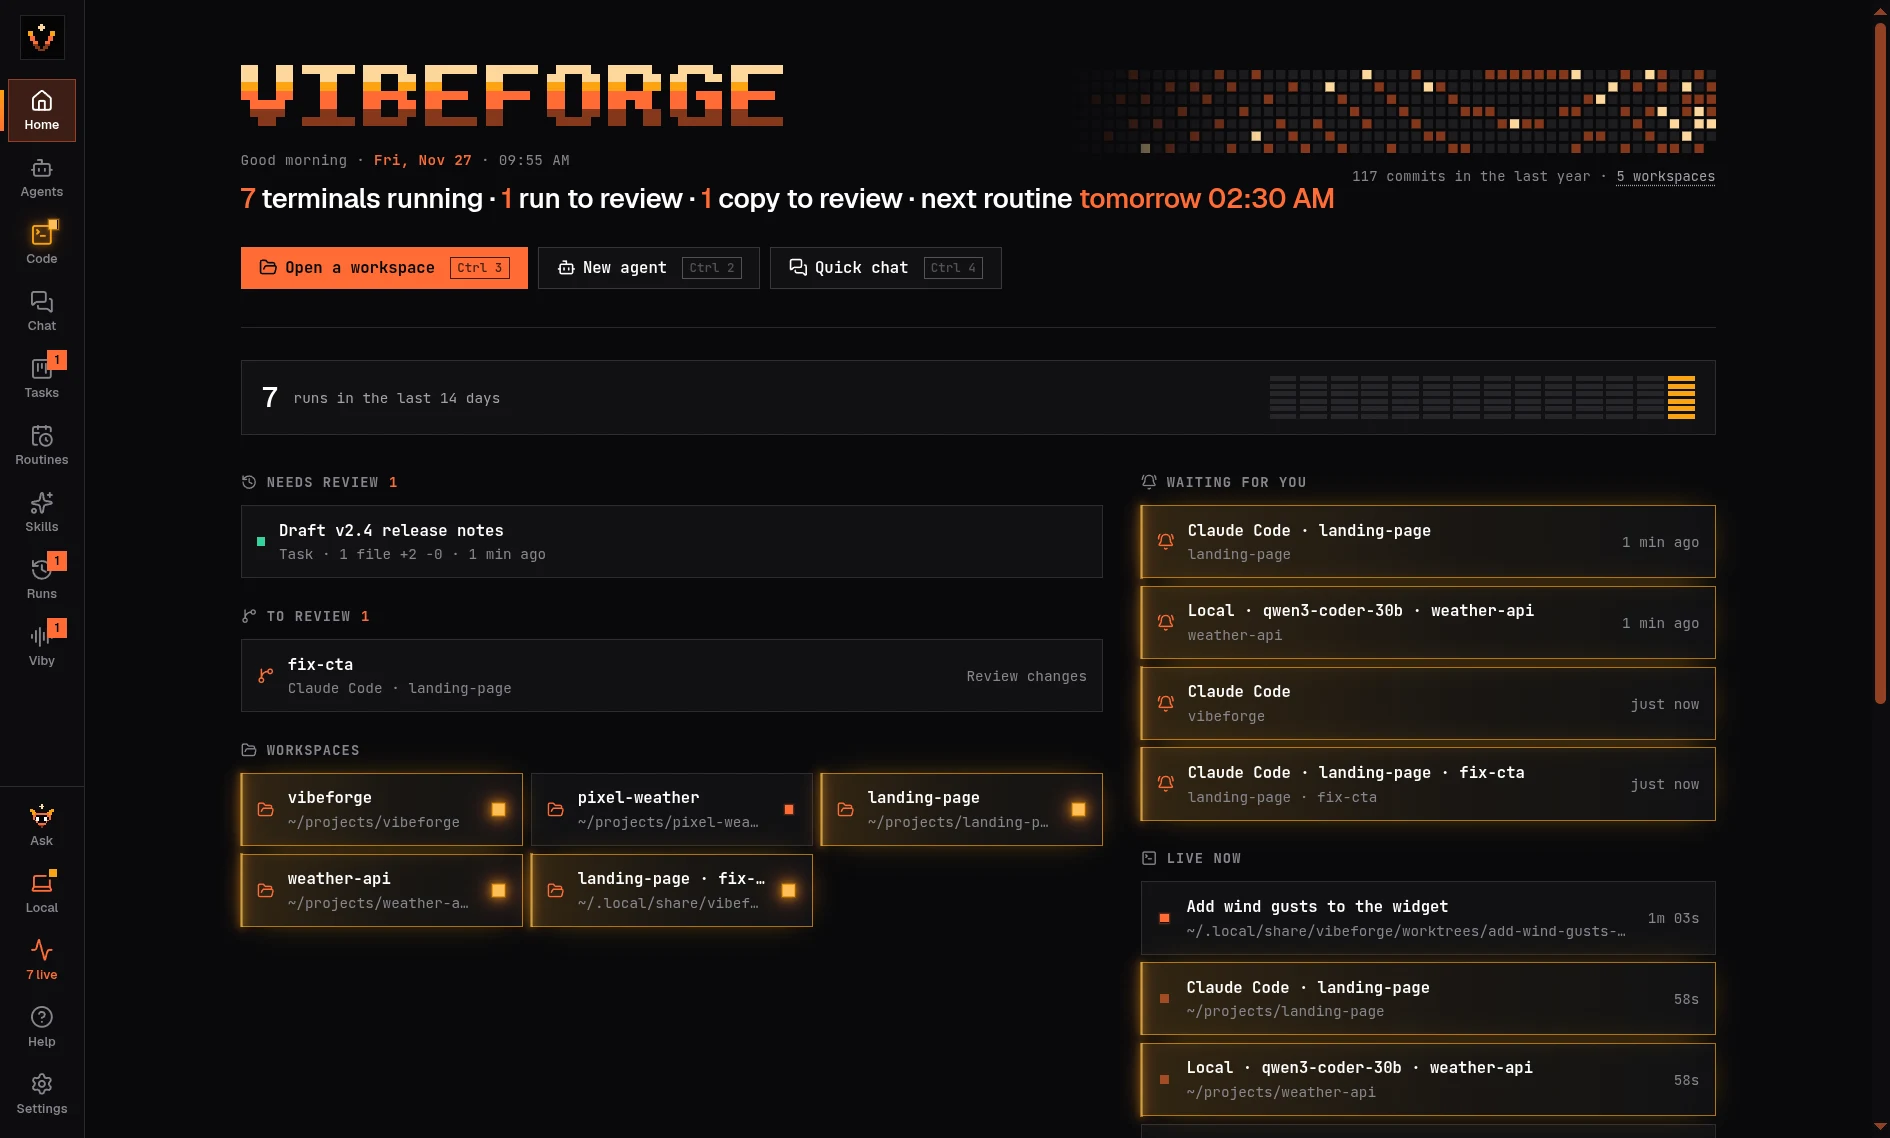 VIBEFORGE
Good morning · Fri, Nov 27 · 09:55 AM
7 terminals running · 1 run to review · 1 copy to review · next routine tomorrow 02:30 AM
117 commits in the last year · 5 workspaces
Open a workspace Ctrl 3
New agent Ctrl 2
Quick chat Ctrl 4
7 runs in the last 14 days
NEEDS REVIEW 1
Draft v2.4 release notes
Task · 1 file +2 -0 · 1 min ago
TO REVIEW 1
fix-cta
Claude Code · landing-page
Review changes
WORKSPACES
vibeforge
~/projects/vibeforge
pixel-weather
~/projects/pixel-wea…
landing-page
~/projects/landing-p…
weather-api
~/projects/weather-a…
landing-page · fix-…
~/.local/share/vibef…
WAITING FOR YOU
Claude Code · landing-page
landing-page
1 min ago
Local · qwen3-coder-30b · weather-api
weather-api
1 min ago
Claude Code
vibeforge
just now
Claude Code · landing-page · fix-cta
landing-page · fix-cta
just now
LIVE NOW
Add wind gusts to the widget
~/.local/share/vibeforge/worktrees/add-wind-gusts-…
1m 03s
Claude Code · landing-page
~/projects/landing-page
58s
Local · qwen3-coder-30b · weather-api
~/projects/weather-api
58s
Home
Agents
Code
Chat
1
Tasks
Routines
Skills
1
Runs
1
Viby
Ask
Local
7 live
Help
Settings